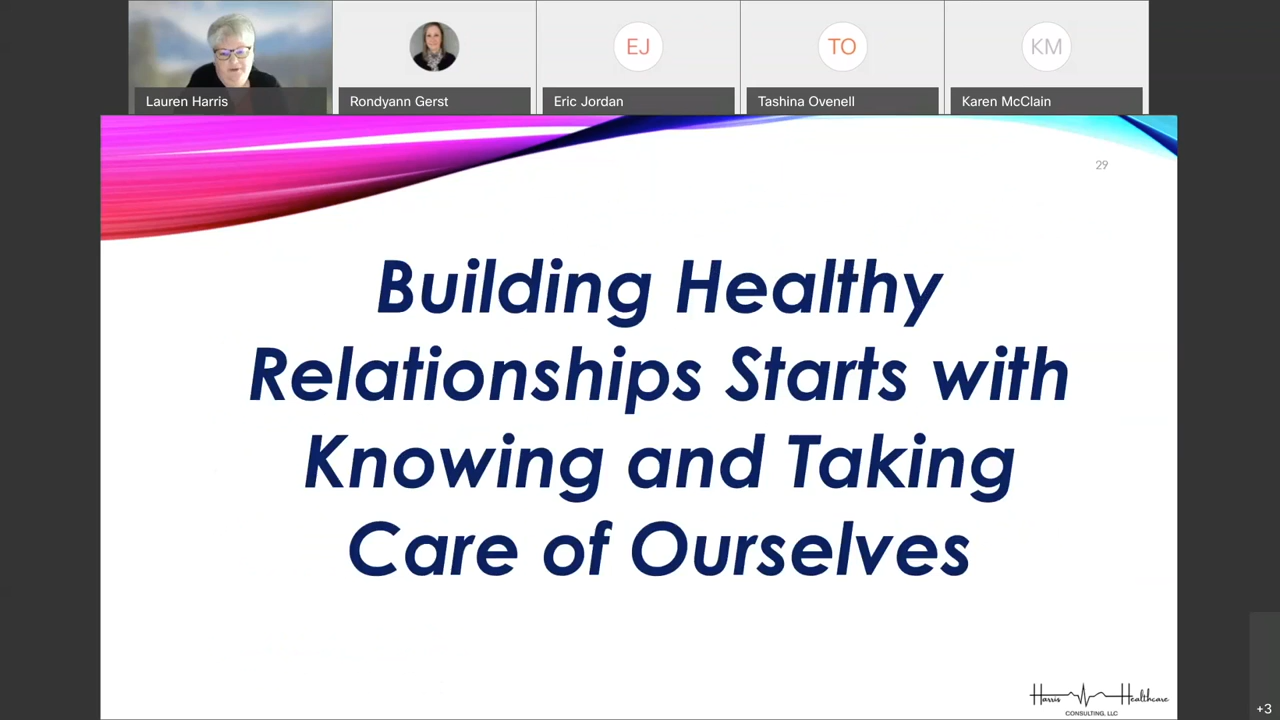 EJ
TO
KM
Lauren Harris
Rondyann Gerst
Eric Jordan
Tashina Ovenell
Karen McClain
29
Building Healthy
Relationships Starts with
Knowing and Taking
Care of Ourselves
Harris Healthcare
CONSULTING, LLC
+3